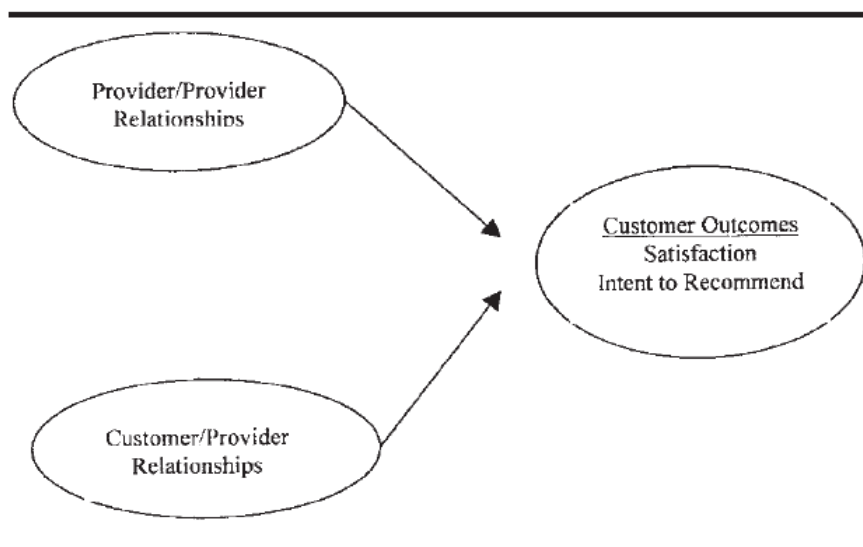 Provider/Provider
Relationships
Customer Outcomes
Satisfaction
Intent to Recommend
Customer/Provider
Relationships